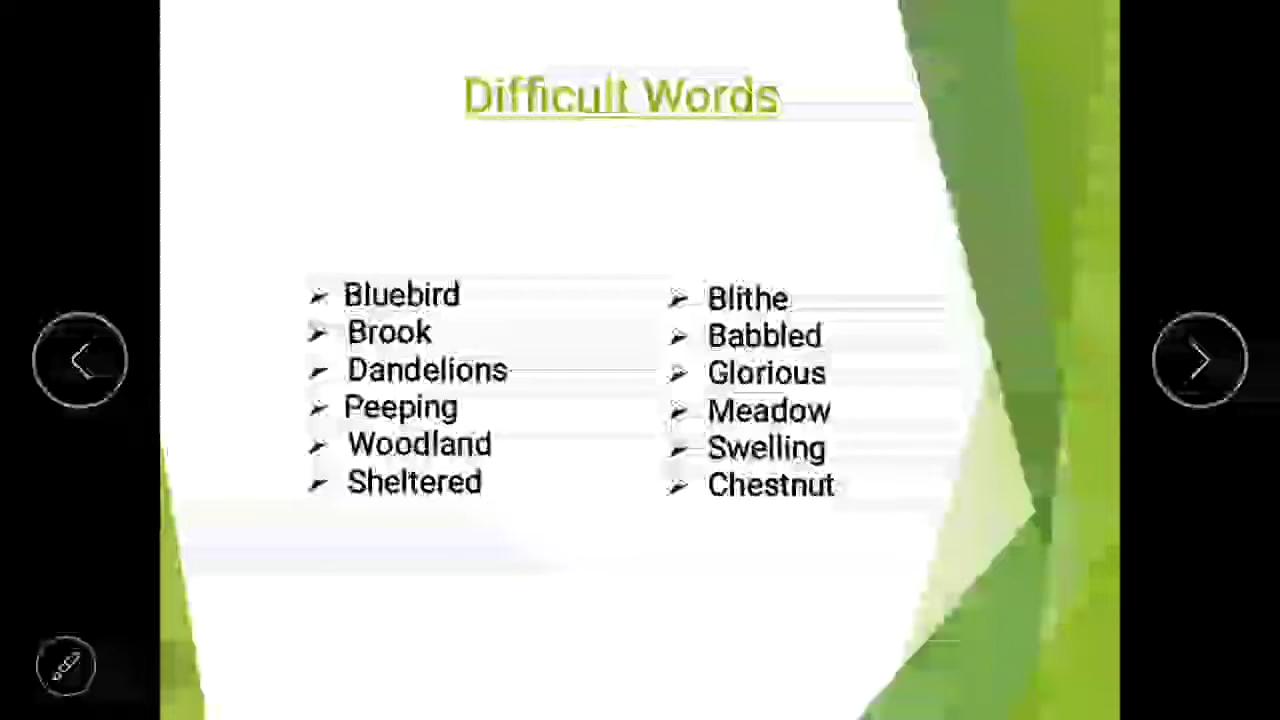 Difficult Words
➢ Bluebird
➢ Brook
➢ Dandelions
➢ Peeping
➢ Woodland
➢ Sheltered
➢ Blithe
➢ Babbled
➢ Glorious
➢ Meadow
➢ Swelling
➢ Chestnut